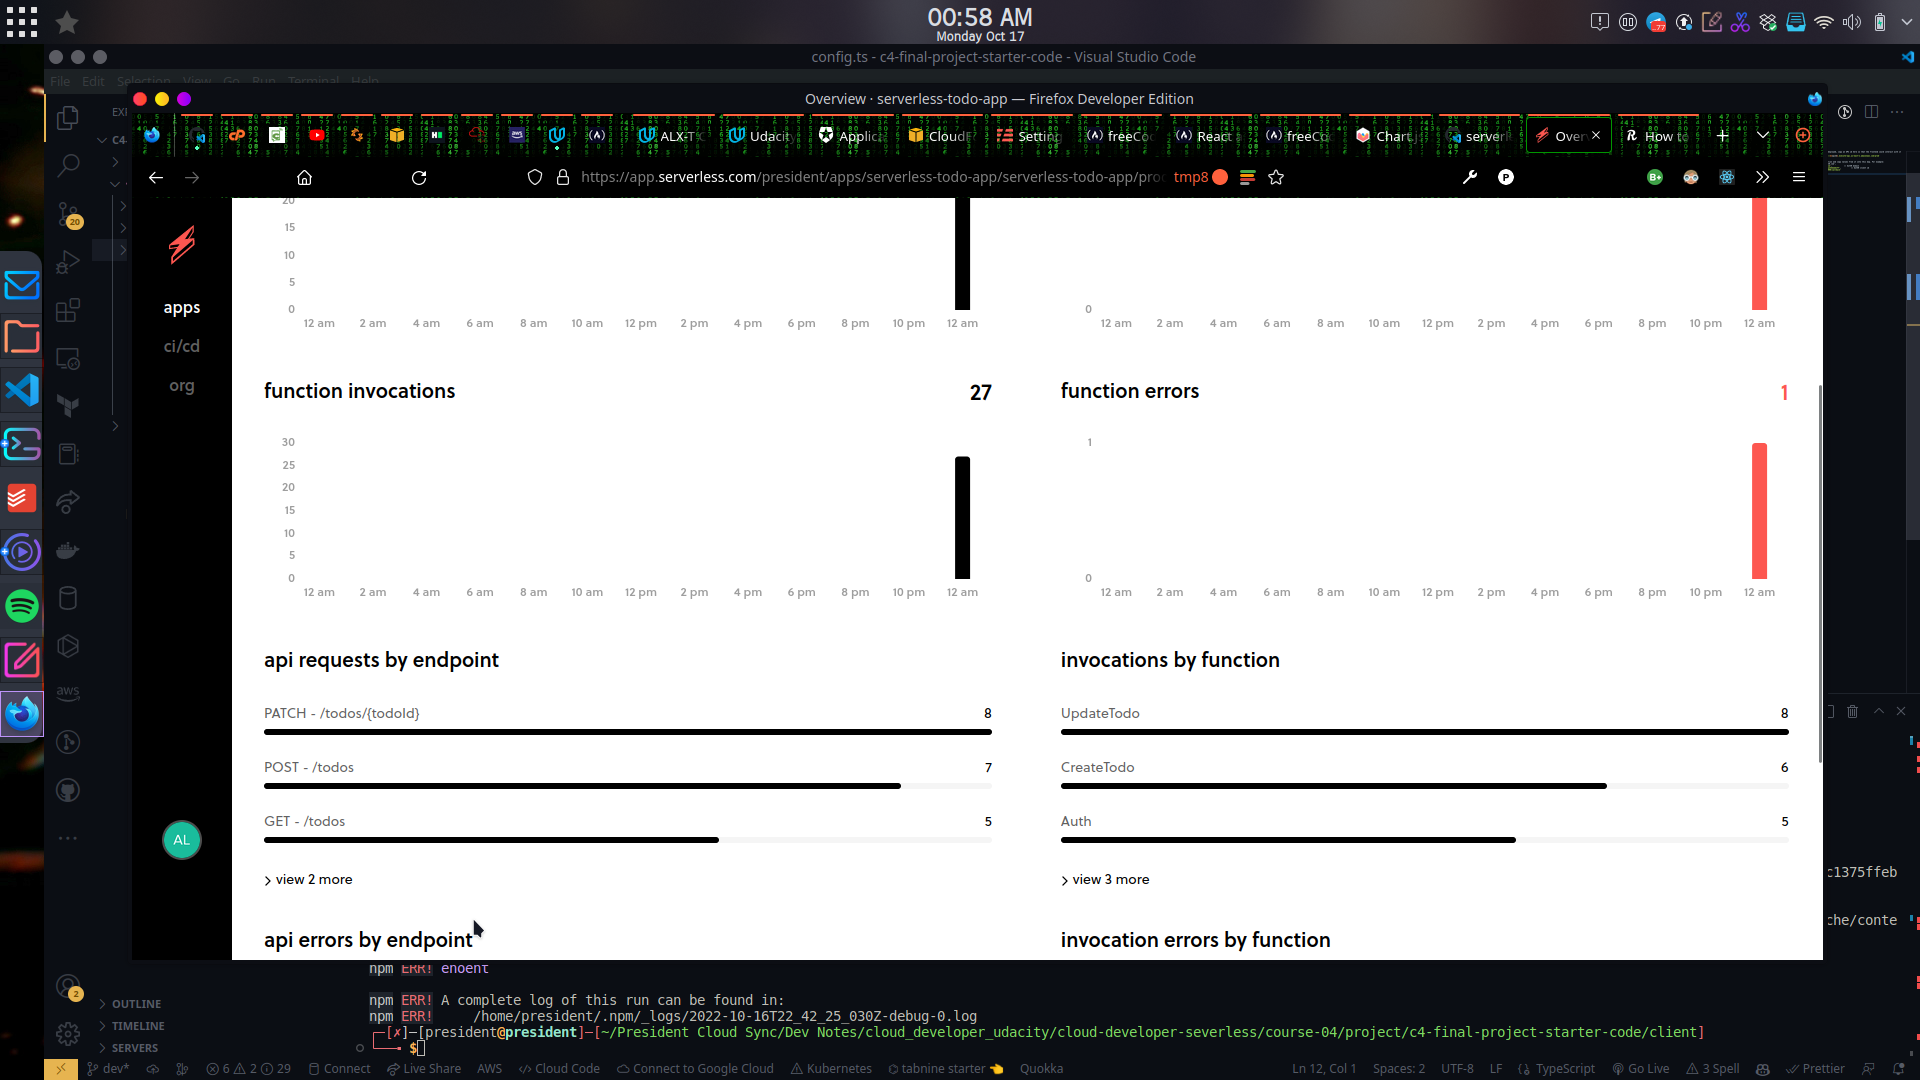 00:58 AM
Monday Oct 17
77
config.ts - c4-final-project-starter-code - Visual Studio Code
File Edit Selection View Go Run Terminal Help
EX
C4
Overview · serverless-todo-app — Firefox Developer Edition
ALX-T
Udaci
Applic
CloudF
Setting
freeCo
React
freeCo
Chart
server
Over
How t
https://app.serverless.com/president/apps/serverless-todo-app/serverless-todo-app/pro
tmp8
20
apps
ci/cd
org
AL
20
15
10
5
0
12 am 2 am 4 am 6 am 8 am 10 am 12 pm 2 pm 4 pm 6 pm 8 pm 10 pm 12 am
0
12 am 2 am 4 am 6 am 8 am 10 am 12 pm 2 pm 4 pm 6 pm 8 pm 10 pm 12 am
function invocations 27
30
25
20
15
10
5
0
12 am 2 am 4 am 6 am 8 am 10 am 12 pm 2 pm 4 pm 6 pm 8 pm 10 pm 12 am
function errors 1
1
0
12 am 2 am 4 am 6 am 8 am 10 am 12 pm 2 pm 4 pm 6 pm 8 pm 10 pm 12 am
api requests by endpoint
PATCH - /todos/{todoId} 8
POST - /todos 7
GET - /todos 5
view 2 more
invocations by function
UpdateTodo 8
CreateTodo 6
Auth 5
view 3 more
api errors by endpoint
invocation errors by function
aws
c1375ffeb
che/conte
npm ERR! enoent
npm ERR! A complete log of this run can be found in:
npm ERR! /home/president/.npm/_logs/2022-10-16T22_42_25_030Z-debug-0.log
[✗]─[president@president]─[~/President Cloud Sync/Dev Notes/cloud_developer_udacity/cloud-developer-severless/course-04/project/c4-final-project-starter-code/client]
$
2
OUTLINE
TIMELINE
SERVERS
dev* 6 2 29 Connect Live Share AWS Cloud Code Connect to Google Cloud Kubernetes tabnine starter Quokka
Ln 12, Col 1 Spaces: 2 UTF-8 LF TypeScript Go Live 3 Spell Prettier